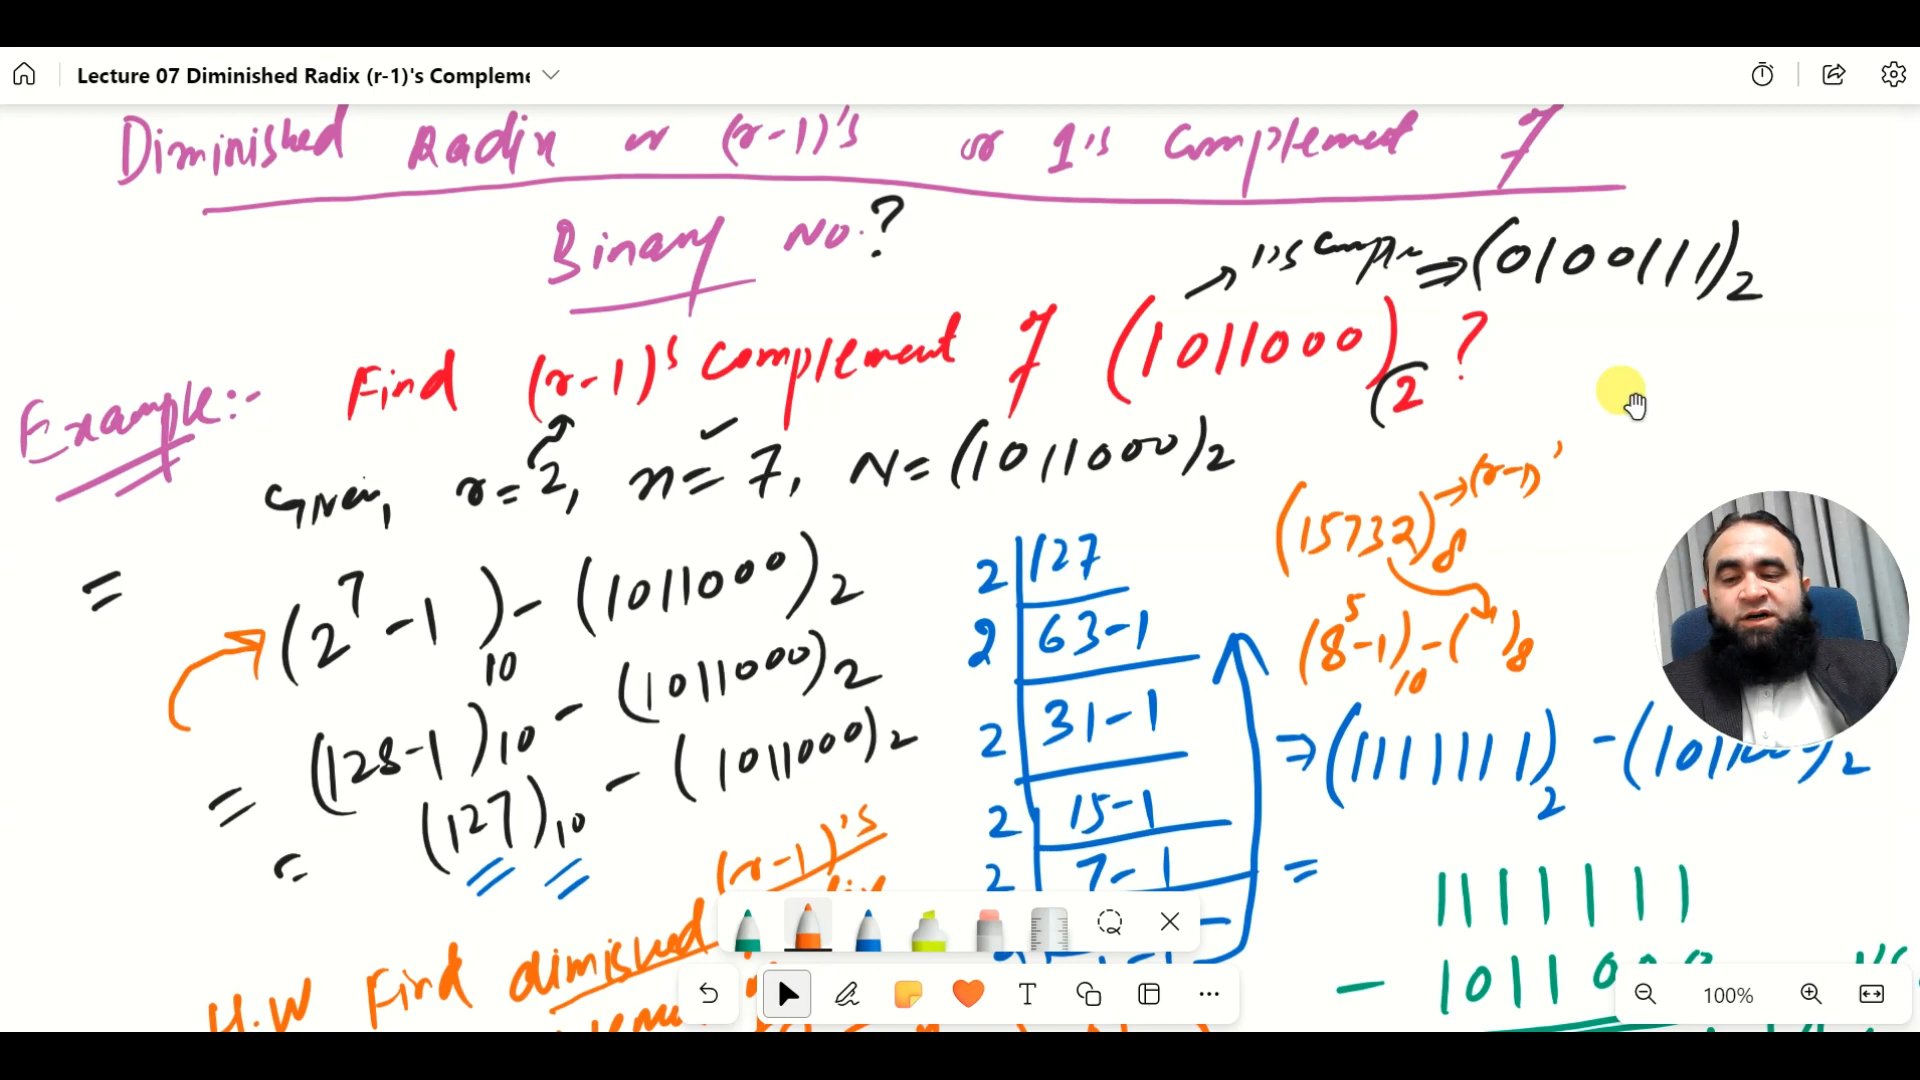 Lecture 07 Diminished Radix (r-1)'s Compleme
Diminished Radix or (r-1)'s or 1's Complement of
Binary No.?
1's Comple ⇒ (0100111)2
Example:- Find (r-1)'s Complement of (1011000)2 ?
Given, r=2, n=7, N=(1011000)2
= (2^7-1)10 - (1011000)2
= (128-1)10 - (1011000)2
= (127)10 - (1011000)2
2 | 127
2 | 63-1
2 | 31-1
2 | 15-1
2 | 7-1
(15732)8 → (r-1)'
(8^5-1)10 - ( )8
⇒ (1111111)2 - (1011000)2
= 1111111
- 1011000
(r-1)'s
H.W Find diminished
100%